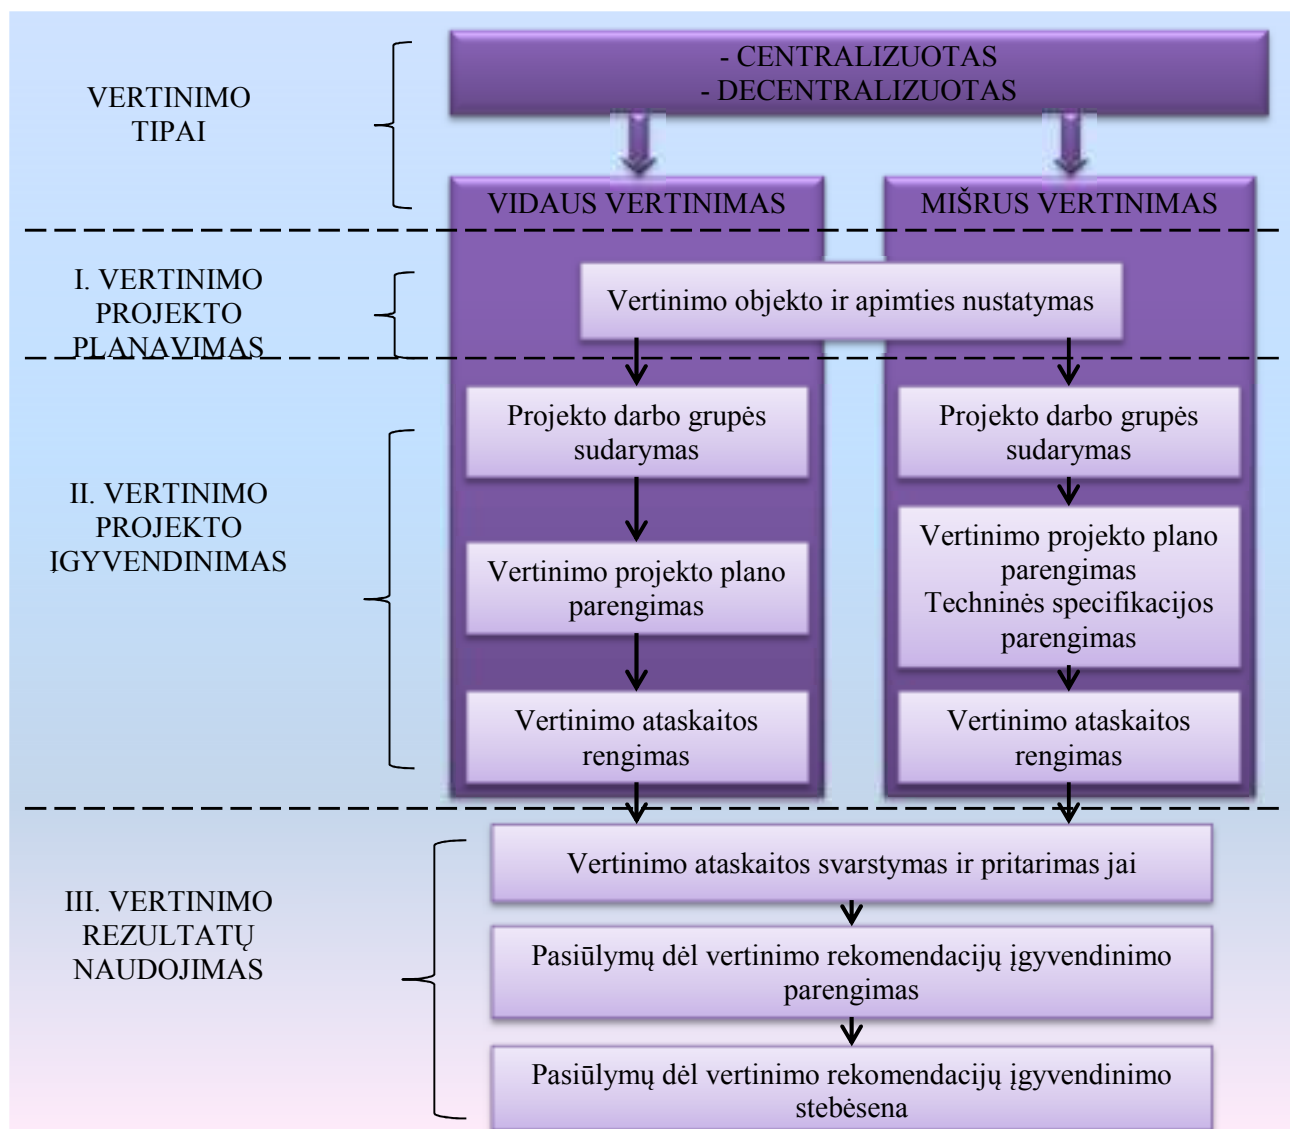 VERTINIMO
TIPAI
- CENTRALIZUOTAS
- DECENTRALIZUOTAS
VIDAUS VERTINIMAS
MIŠRUS VERTINIMAS
I. VERTINIMO
PROJEKTO
PLANAVIMAS
Vertinimo objekto ir apimties nustatymas
II. VERTINIMO
PROJEKTO
ĮGYVENDINIMAS
Projekto darbo grupės
sudarymas
Vertinimo projekto plano
parengimas
Vertinimo ataskaitos
rengimas
Projekto darbo grupės
sudarymas
Vertinimo projekto plano
parengimas
Techninės specifikacijos
parengimas
Vertinimo ataskaitos
rengimas
III. VERTINIMO
REZULTATŲ
NAUDOJIMAS
Vertinimo ataskaitos svarstymas ir pritarimas jai
Pasiūlymų dėl vertinimo rekomendacijų įgyvendinimo
parengimas
Pasiūlymų dėl vertinimo rekomendacijų įgyvendinimo
stebėsena